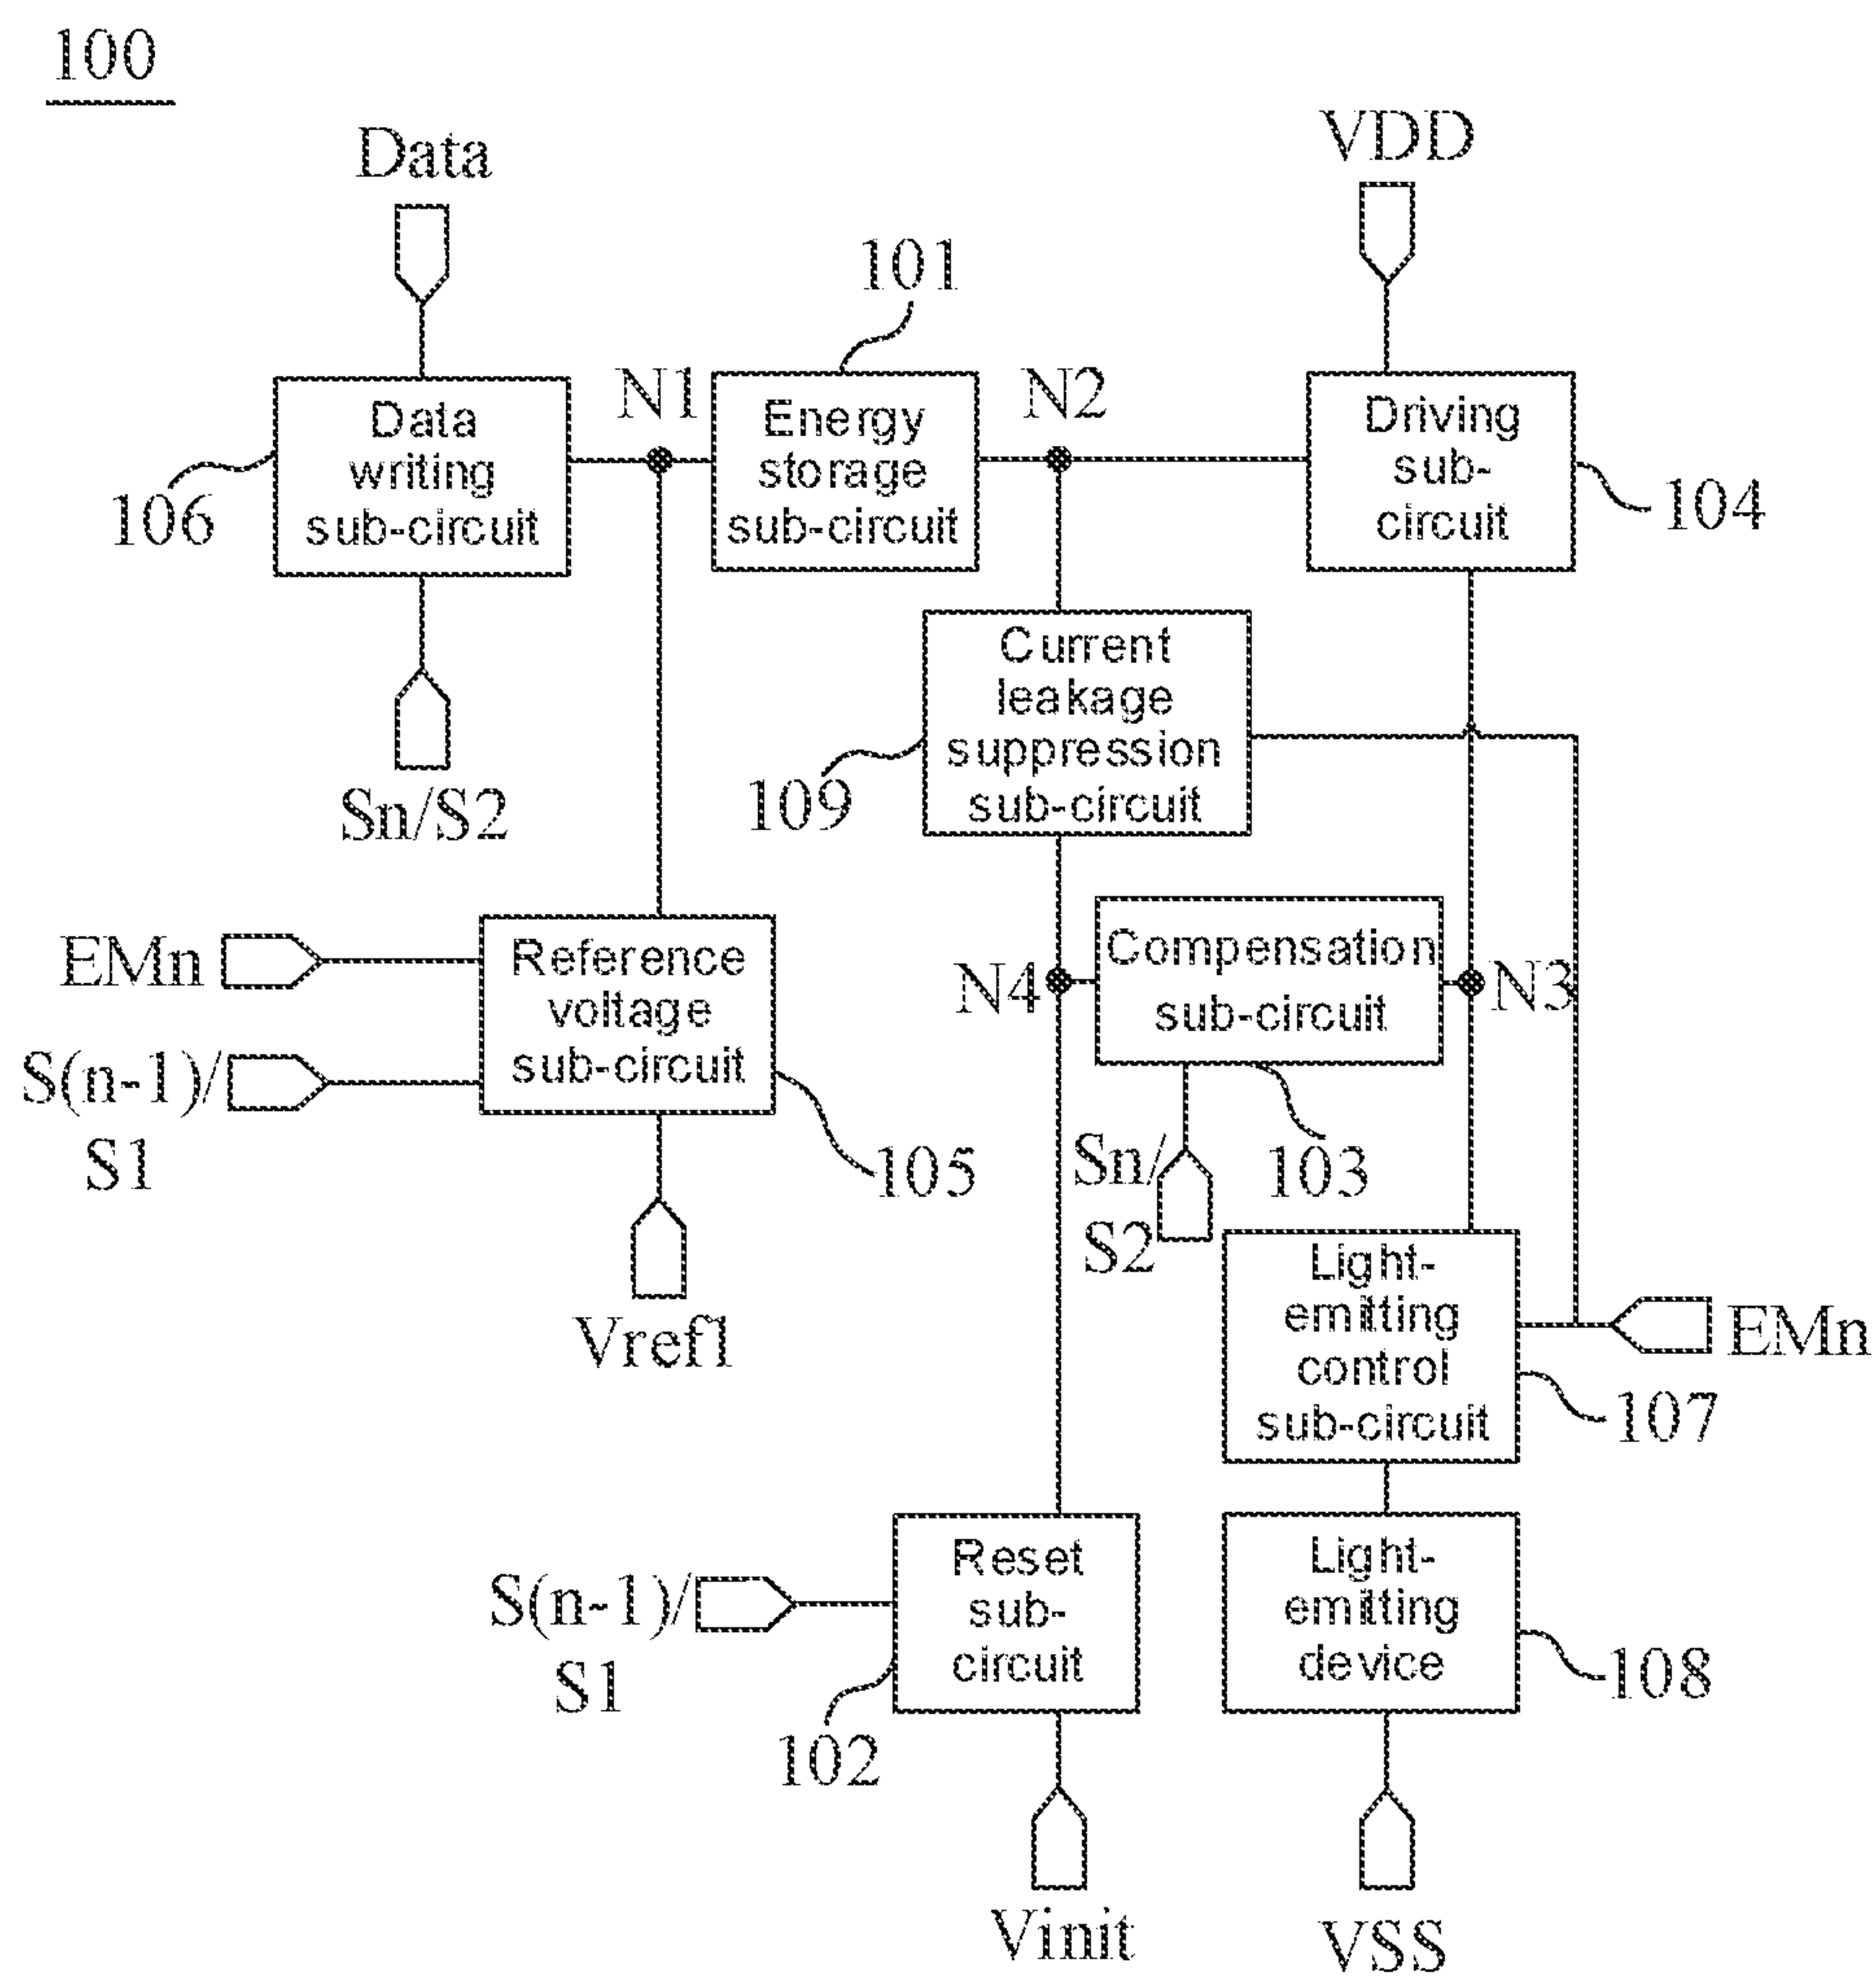 100
Data
VDD
101
N1
N2
Data
writing
sub-circuit
Energy
storage
sub-circuit
Driving
sub-
circuit
106
104
Current
leakage
suppression
sub-circuit
109
Sn/S2
EMn
Reference
voltage
sub-circuit
N4
Compensation
sub-circuit
N3
S(n-1)/
S1
105
Sn/
S2
103
Vref1
Light-
emitting
control
sub-circuit
EMn
107
S(n-1)/
S1
Reset
sub-
circuit
Light-
emitting
device
108
102
Vinit
VSS